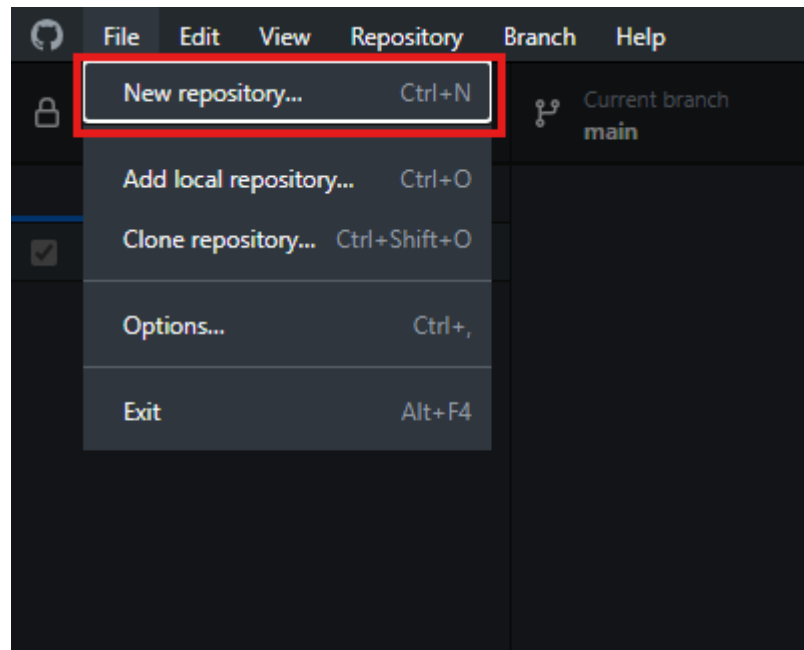 File Edit View Repository Branch Help
New repository... Ctrl+N
Current branch
main
Add local repository... Ctrl+O
Clone repository... Ctrl+Shift+O
Options... Ctrl+,
Exit Alt+F4